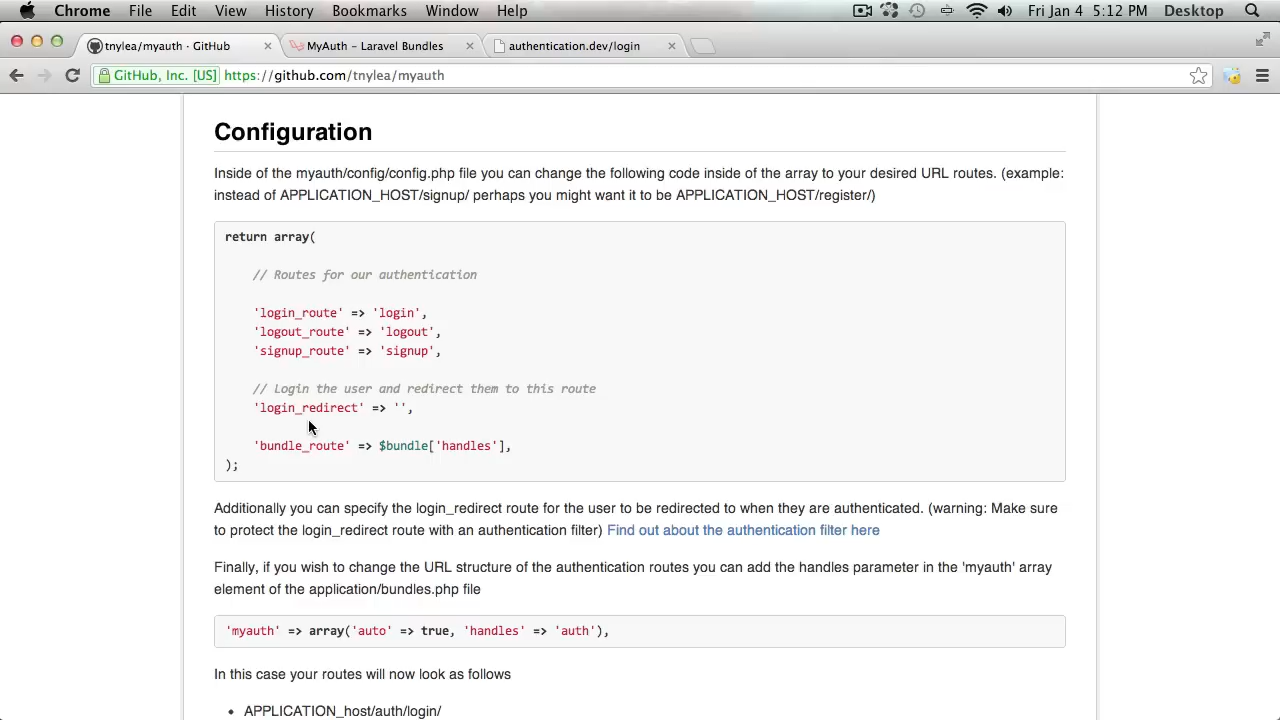 Chrome File Edit View History Bookmarks Window Help Fri Jan 4 5:12 PM Desktop
tnylea/myauth · GitHub MyAuth – Laravel Bundles authentication.dev/login
GitHub, Inc. [US] https://github.com/tnylea/myauth
Configuration
Inside of the myauth/config/config.php file you can change the following code inside of the array to your desired URL routes. (example:
instead of APPLICATION_HOST/signup/ perhaps you might want it to be APPLICATION_HOST/register/)
return array(
// Routes for our authentication
'login_route' => 'login',
'logout_route' => 'logout',
'signup_route' => 'signup',
// Login the user and redirect them to this route
'login_redirect' => '',
'bundle_route' => $bundle['handles'],
);
Additionally you can specify the login_redirect route for the user to be redirected to when they are authenticated. (warning: Make sure
to protect the login_redirect route with an authentication filter) Find out about the authentication filter here
Finally, if you wish to change the URL structure of the authentication routes you can add the handles parameter in the 'myauth' array
element of the application/bundles.php file
'myauth' => array('auto' => true, 'handles' => 'auth'),
In this case your routes will now look as follows
• APPLICATION_host/auth/login/